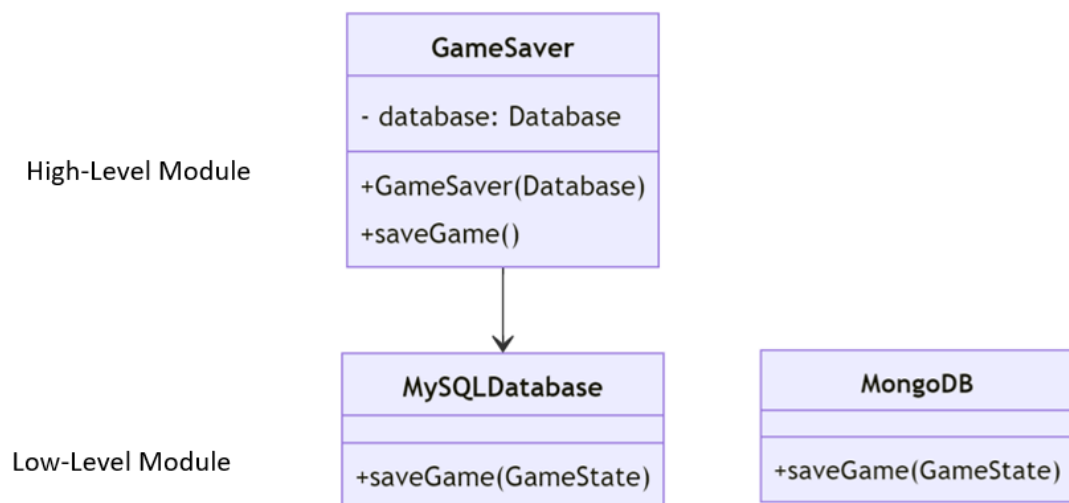 GameSaver
- database: Database
High-Level Module
+GameSaver(Database)
+saveGame()
MySQLDatabase
MongoDB
Low-Level Module
+saveGame(GameState)
+saveGame(GameState)